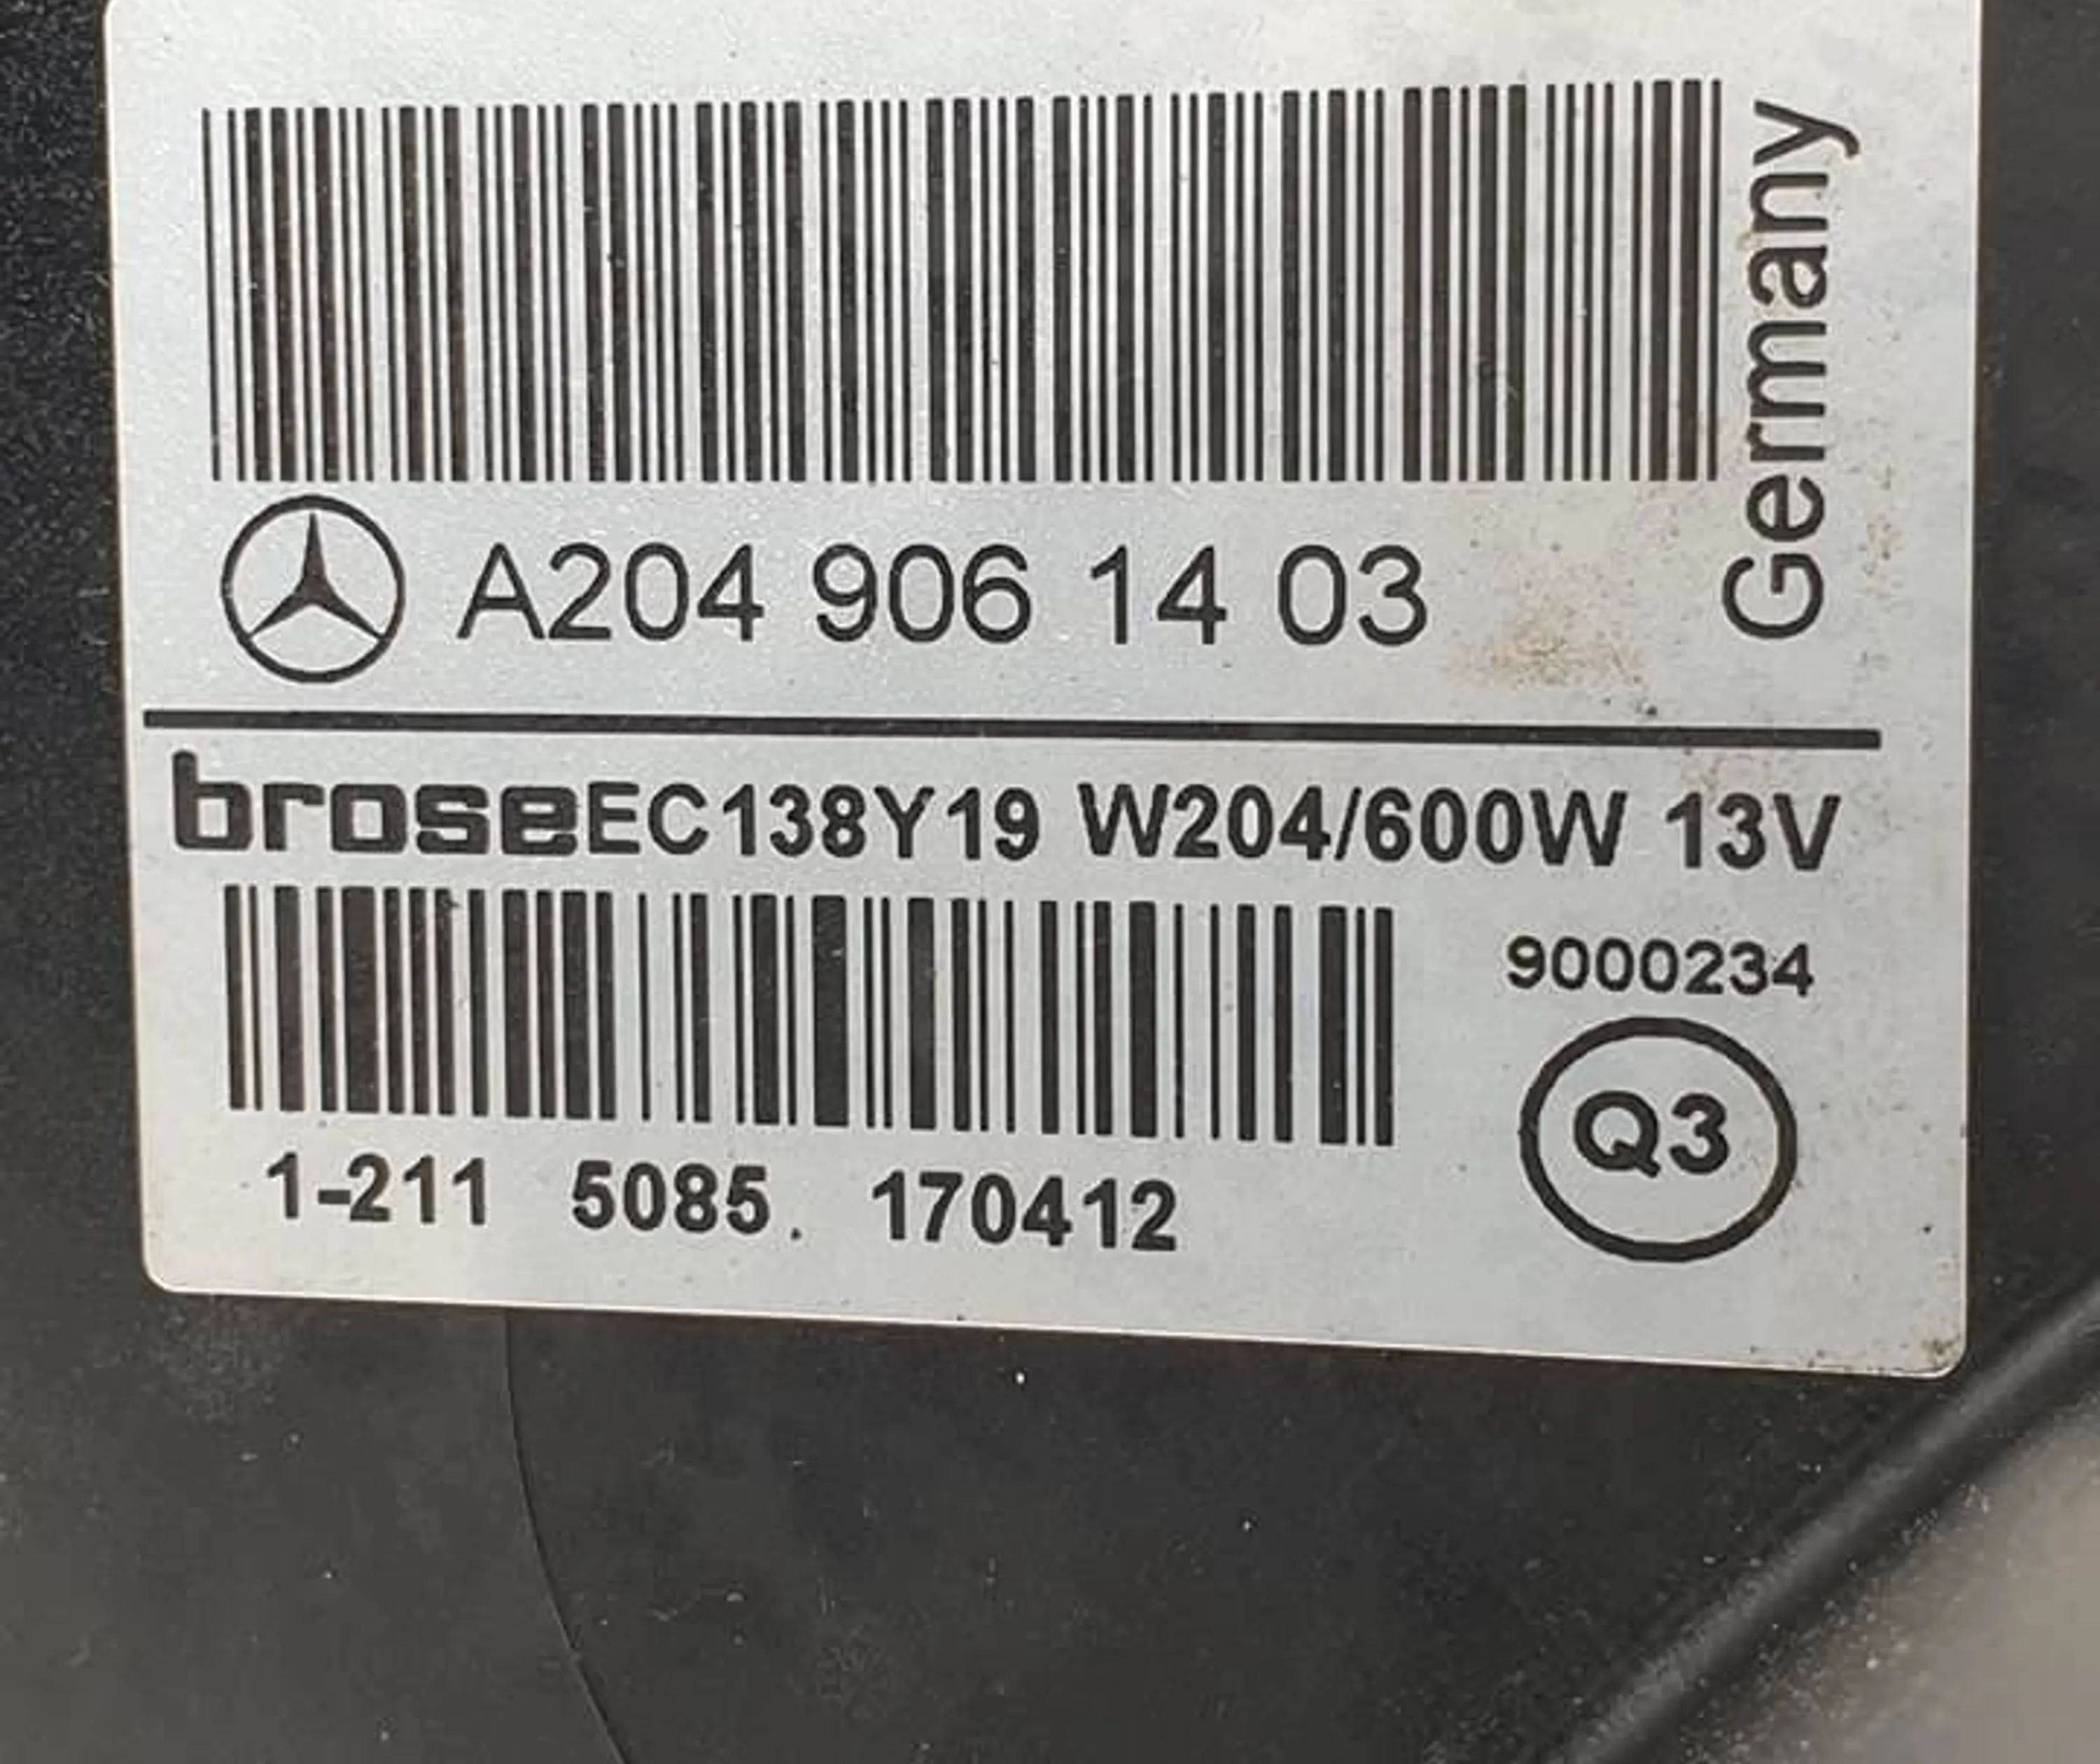 Germany
A204 906 14 03
broseEC138Y19 W204/600W 13V
9000234
Q3
1-211 5085. 170412